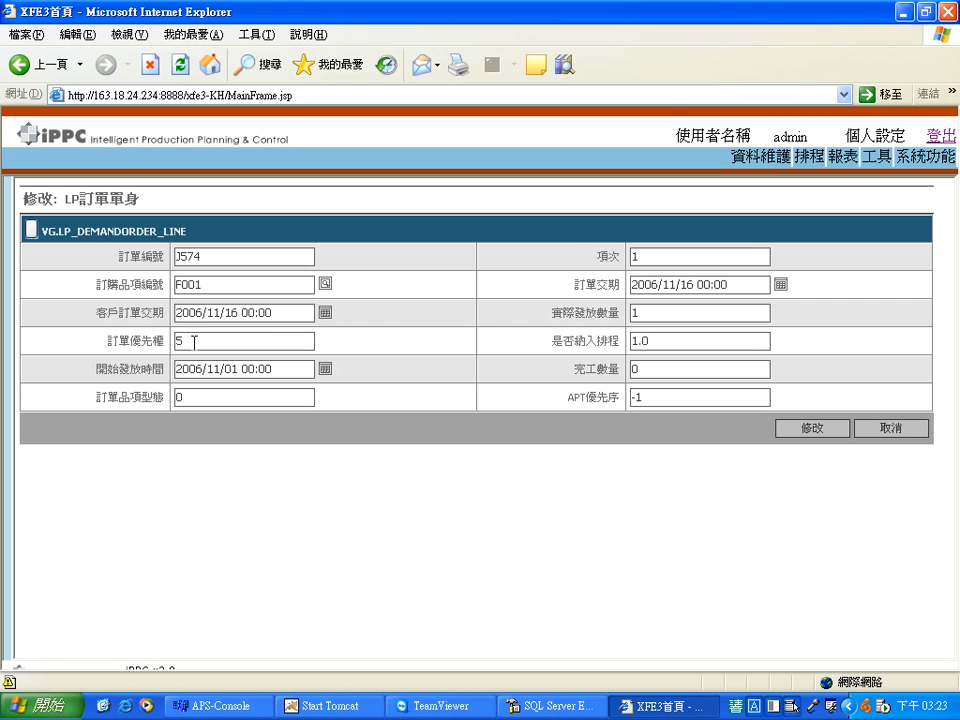 XFE3首頁 - Microsoft Internet Explorer
檔案(F) 編輯(E) 檢視(V) 我的最愛(A) 工具(T) 說明(H)
上一頁 搜尋 我的最愛
網址(D) http://163.18.24.234:8888/xfe3-KH/MainFrame.jsp 移至 連結 »
iPPC Intelligent Production Planning & Control 使用者名稱 admin 個人設定 登出
資料維護 排程 報表 工具 系統功能
修改: LP訂單單身
VG.LP_DEMANDORDER_LINE
訂單編號 J574 項次 1
訂購品項編號 F001 訂單交期 2006/11/16 00:00
客戶訂單交期 2006/11/16 00:00 實際發放數量 1
訂單優先權 5 是否納入排程 1.0
開始發放時間 2006/11/01 00:00 完工數量 0
訂單品項型態 0 APT優先序 -1
修改 取消
網際網路
開始 APS-Console Start Tomcat TeamViewer SQL Server E... XFE3首頁 - ... 下午 03:23